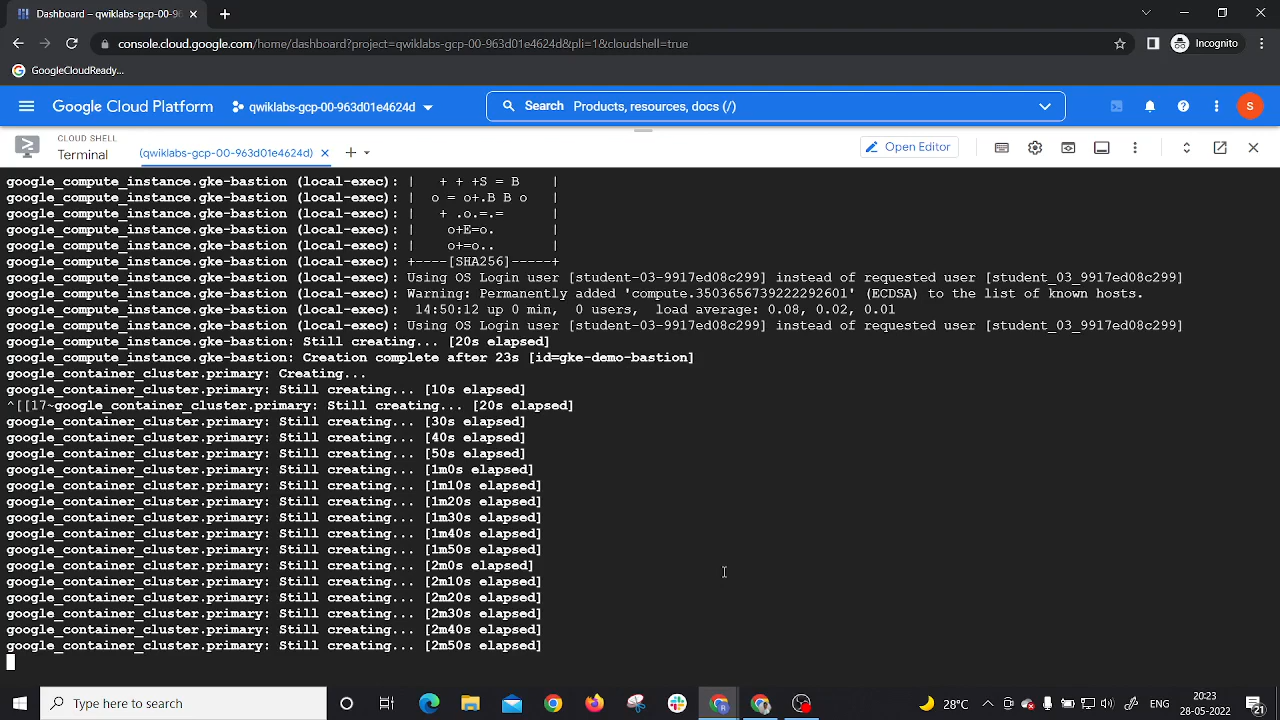 Dashboard – qwiklabs-gcp-00-96
console.cloud.google.com/home/dashboard?project=qwiklabs-gcp-00-963d01e4624d&pli=1&cloudshell=true
Incognito
GoogleCloudReady...
Google Cloud Platform
qwiklabs-gcp-00-963d01e4624d
Search Products, resources, docs (/)
S
CLOUD SHELL
Terminal
(qwiklabs-gcp-00-963d01e4624d)
Open Editor
google_compute_instance.gke-bastion (local-exec): |   + + +S = B    |
google_compute_instance.gke-bastion (local-exec): |  o = o+.B B o   |
google_compute_instance.gke-bastion (local-exec): |   + .o.=.=      |
google_compute_instance.gke-bastion (local-exec): |    o+E=o.       |
google_compute_instance.gke-bastion (local-exec): |    o+=o..       |
google_compute_instance.gke-bastion (local-exec): +----[SHA256]-----+
google_compute_instance.gke-bastion (local-exec): Using OS Login user [student-03-9917ed08c299] instead of requested user [student_03_9917ed08c299]
google_compute_instance.gke-bastion (local-exec): Warning: Permanently added 'compute.3503656739222292601' (ECDSA) to the list of known hosts.
google_compute_instance.gke-bastion (local-exec):  14:50:12 up 0 min,  0 users,  load average: 0.08, 0.02, 0.01
google_compute_instance.gke-bastion (local-exec): Using OS Login user [student-03-9917ed08c299] instead of requested user [student_03_9917ed08c299]
google_compute_instance.gke-bastion: Still creating... [20s elapsed]
google_compute_instance.gke-bastion: Creation complete after 23s [id=gke-demo-bastion]
google_container_cluster.primary: Creating...
google_container_cluster.primary: Still creating... [10s elapsed]
^[[17~google_container_cluster.primary: Still creating... [20s elapsed]
google_container_cluster.primary: Still creating... [30s elapsed]
google_container_cluster.primary: Still creating... [40s elapsed]
google_container_cluster.primary: Still creating... [50s elapsed]
google_container_cluster.primary: Still creating... [1m0s elapsed]
google_container_cluster.primary: Still creating... [1m10s elapsed]
google_container_cluster.primary: Still creating... [1m20s elapsed]
google_container_cluster.primary: Still creating... [1m30s elapsed]
google_container_cluster.primary: Still creating... [1m40s elapsed]
google_container_cluster.primary: Still creating... [1m50s elapsed]
google_container_cluster.primary: Still creating... [2m0s elapsed]
google_container_cluster.primary: Still creating... [2m10s elapsed]
google_container_cluster.primary: Still creating... [2m20s elapsed]
google_container_cluster.primary: Still creating... [2m30s elapsed]
google_container_cluster.primary: Still creating... [2m40s elapsed]
google_container_cluster.primary: Still creating... [2m50s elapsed]
Type here to search
28°C
ENG
20:23
28-05-2022
21